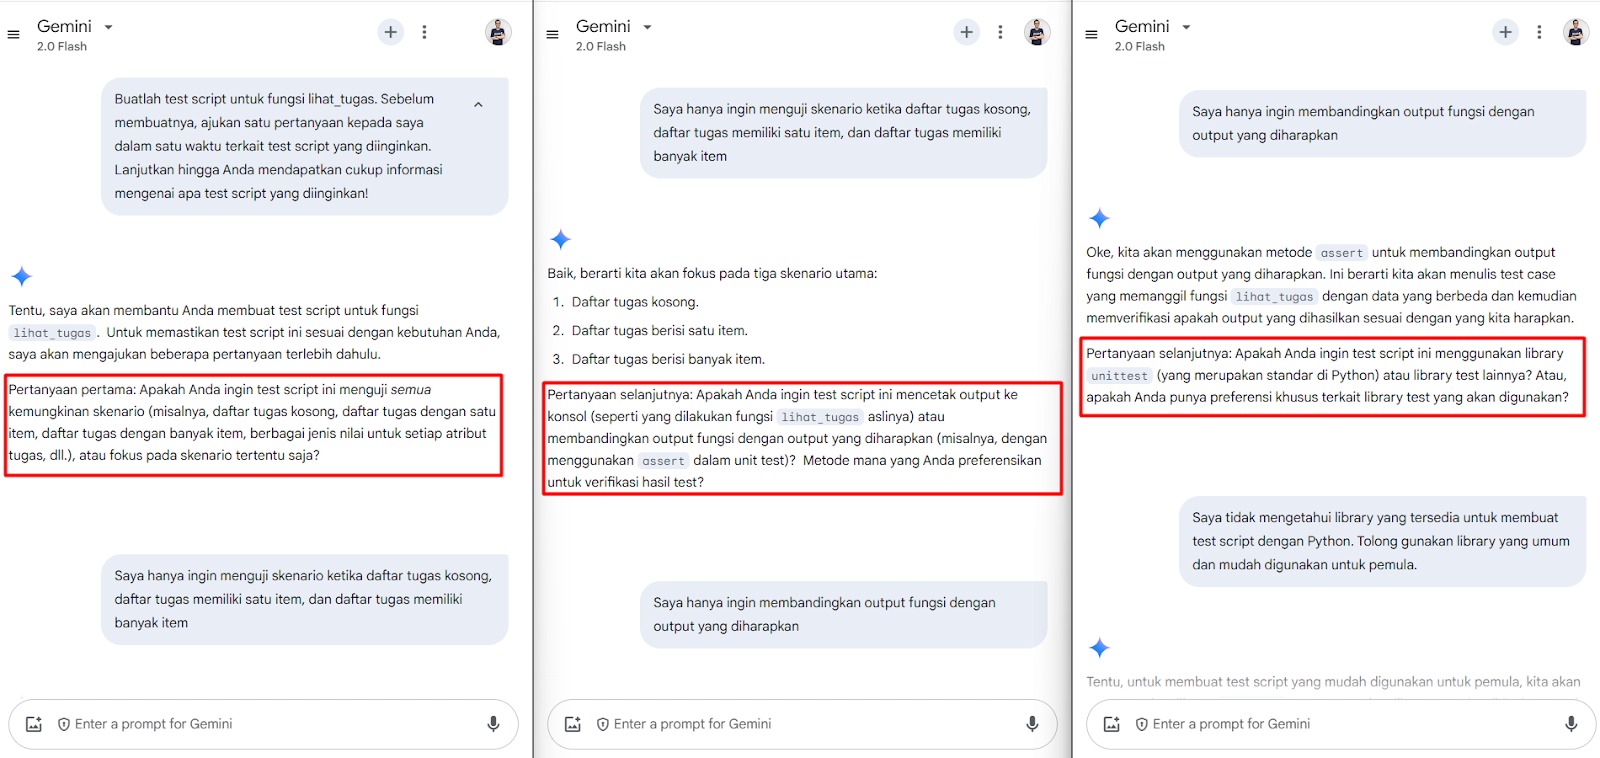 Gemini
2.0 Flash
Buatlah test script untuk fungsi lihat_tugas. Sebelum
membuatnya, ajukan satu pertanyaan kepada saya
dalam satu waktu terkait test script yang diinginkan.
Lanjutkan hingga Anda mendapatkan cukup informasi
mengenai apa test script yang diinginkan!
Tentu, saya akan membantu Anda membuat test script untuk fungsi
lihat_tugas. Untuk memastikan test script ini sesuai dengan kebutuhan Anda,
saya akan mengajukan beberapa pertanyaan terlebih dahulu.
Pertanyaan pertama: Apakah Anda ingin test script ini menguji semua
kemungkinan skenario (misalnya, daftar tugas kosong, daftar tugas dengan satu
item, daftar tugas dengan banyak item, berbagai jenis nilai untuk setiap atribut
tugas, dll.), atau fokus pada skenario tertentu saja?
Saya hanya ingin menguji skenario ketika daftar tugas kosong,
daftar tugas memiliki satu item, dan daftar tugas memiliki
banyak item
Enter a prompt for Gemini
Gemini
2.0 Flash
Saya hanya ingin menguji skenario ketika daftar tugas kosong,
daftar tugas memiliki satu item, dan daftar tugas memiliki
banyak item
Baik, berarti kita akan fokus pada tiga skenario utama:
1. Daftar tugas kosong.
2. Daftar tugas berisi satu item.
3. Daftar tugas berisi banyak item.
Pertanyaan selanjutnya: Apakah Anda ingin test script ini mencetak output ke
konsol (seperti yang dilakukan fungsi lihat_tugas aslinya) atau
membandingkan output fungsi dengan output yang diharapkan (misalnya, dengan
menggunakan assert dalam unit test)? Metode mana yang Anda preferensikan
untuk verifikasi hasil test?
Saya hanya ingin membandingkan output fungsi dengan
output yang diharapkan
Enter a prompt for Gemini
Gemini
2.0 Flash
Saya hanya ingin membandingkan output fungsi dengan
output yang diharapkan
Oke, kita akan menggunakan metode assert untuk membandingkan output
fungsi dengan output yang diharapkan. Ini berarti kita akan menulis test case
yang memanggil fungsi lihat_tugas dengan data yang berbeda dan kemudian
memverifikasi apakah output yang dihasilkan sesuai dengan yang kita harapkan.
Pertanyaan selanjutnya: Apakah Anda ingin test script ini menggunakan library
unittest (yang merupakan standar di Python) atau library test lainnya? Atau,
apakah Anda punya preferensi khusus terkait library test yang akan digunakan?
Saya tidak mengetahui library yang tersedia untuk membuat
test script dengan Python. Tolong gunakan library yang umum
dan mudah digunakan untuk pemula.
Tentu, untuk membuat test script yang mudah digunakan untuk pemula, kita akan
Enter a prompt for Gemini